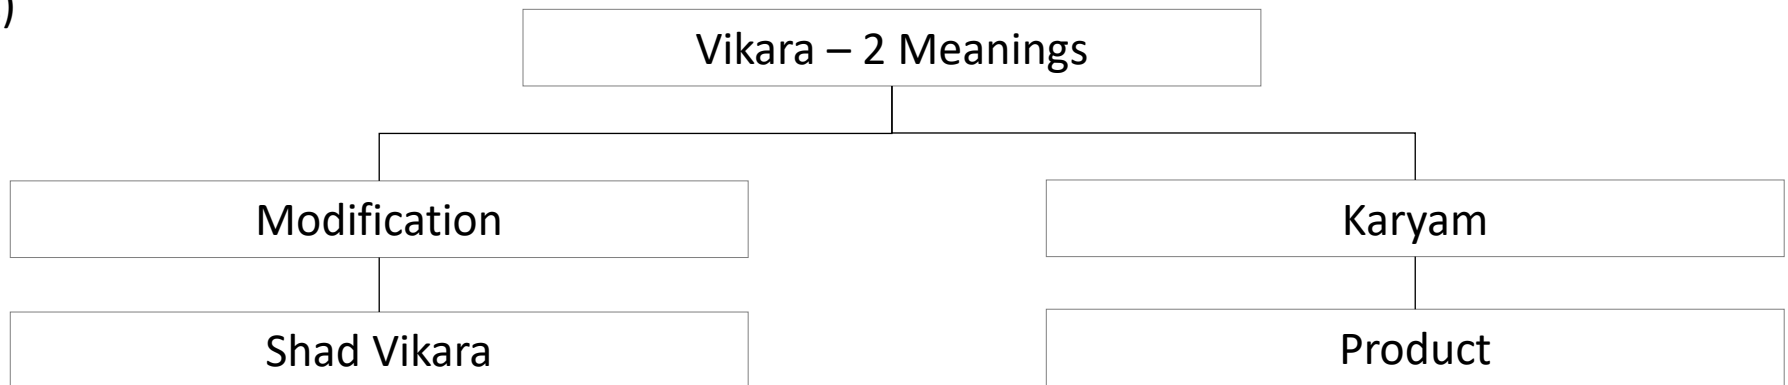 )
Vikara – 2 Meanings
Modification
Karyam
Shad Vikara
Product